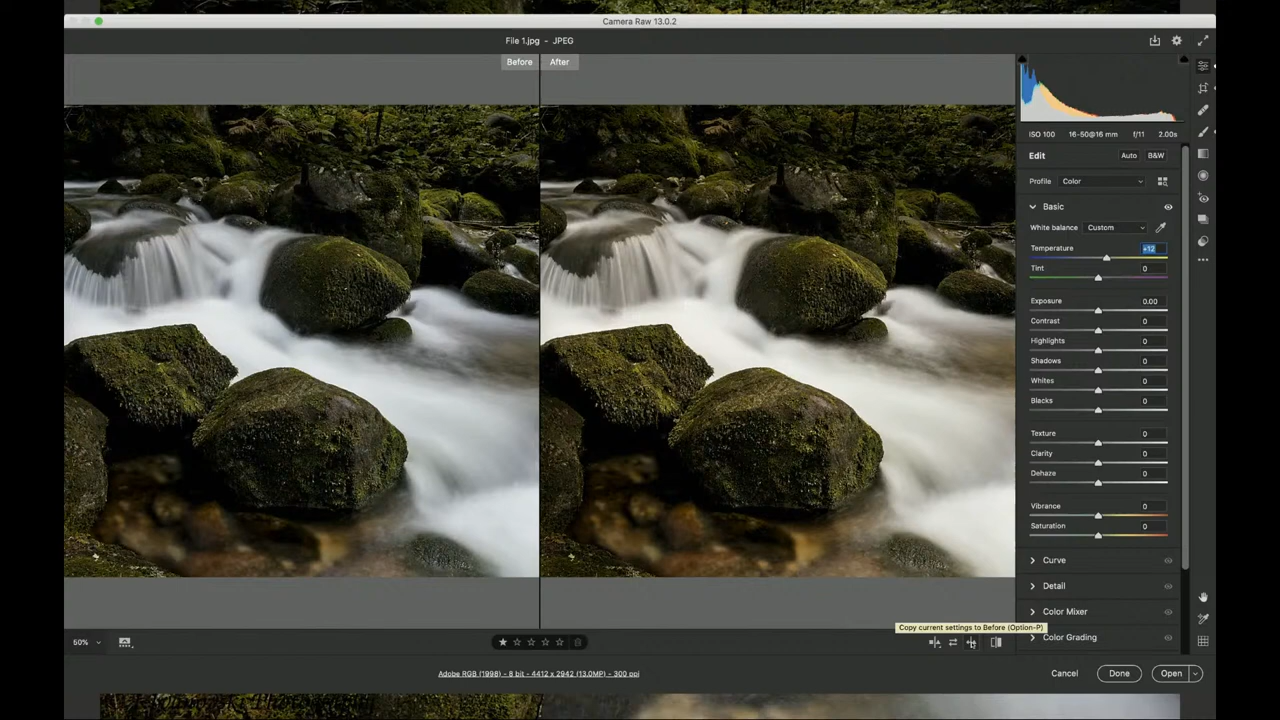 Camera Raw 13.0.2
File 1.jpg - JPEG
Before
After
ISO 100 16-50@16 mm f/11 2.00s
Edit Auto B&W
Profile Color
Basic
White balance Custom
Temperature +12
Tint 0
Exposure 0.00
Contrast 0
Highlights 0
Shadows 0
Whites 0
Blacks 0
Texture 0
Clarity 0
Dehaze 0
Vibrance 0
Saturation 0
Curve
Detail
Color Mixer
Copy current settings to Before (Option-P)
Color Grading
50%
Adobe RGB (1998) - 8 bit - 4412 x 2942 (13.0MP) - 300 ppi
Cancel Done Open